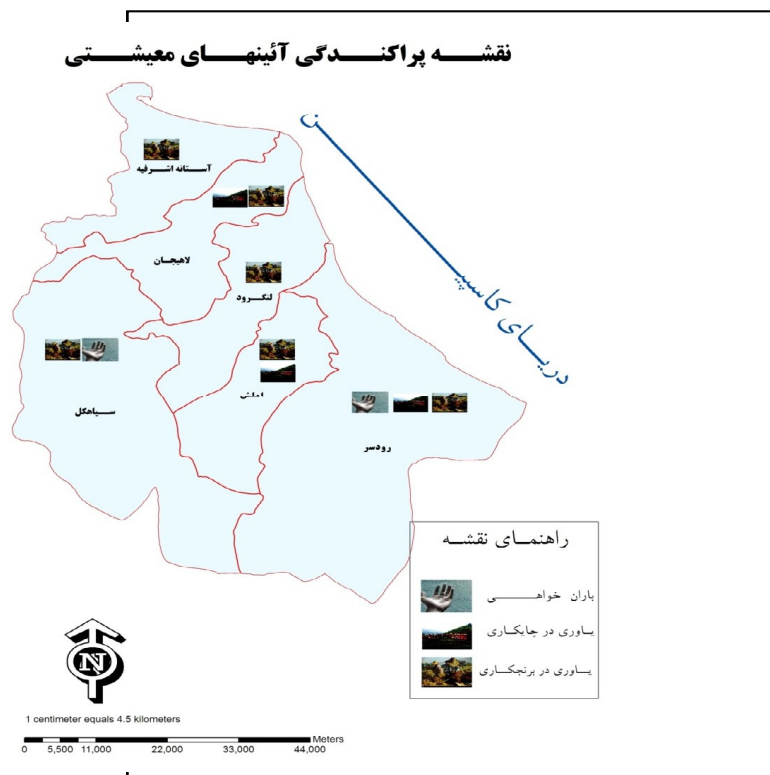 نقشه پراکندگی آئینهای معیشتی
دریای کاسپین
آستانه اشرفیه
لاهیجان
لنگرود
املش
سیاهکل
رودسر
راهنمای نقشه
باران خواهی
یاوری در چایکاری
یاوری در برنجکاری
N
1 centimeter equals 4.5 kilometers
Meters
0 5,500 11,000 22,000 33,000 44,000